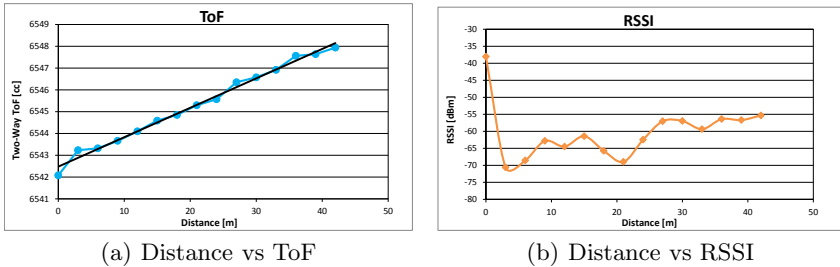 ToF
6549
6548
6547
6546
6545
6544
6543
6542
6541
Two-Way ToF [cc]
0 10 20 30 40 50
Distance [m]
(a) Distance vs ToF
RSSI
-30
-35
-40
-45
-50
-55
-60
-65
-70
-75
-80
RSSI [dBm]
0 10 20 30 40 50
Distance [m]
(b) Distance vs RSSI